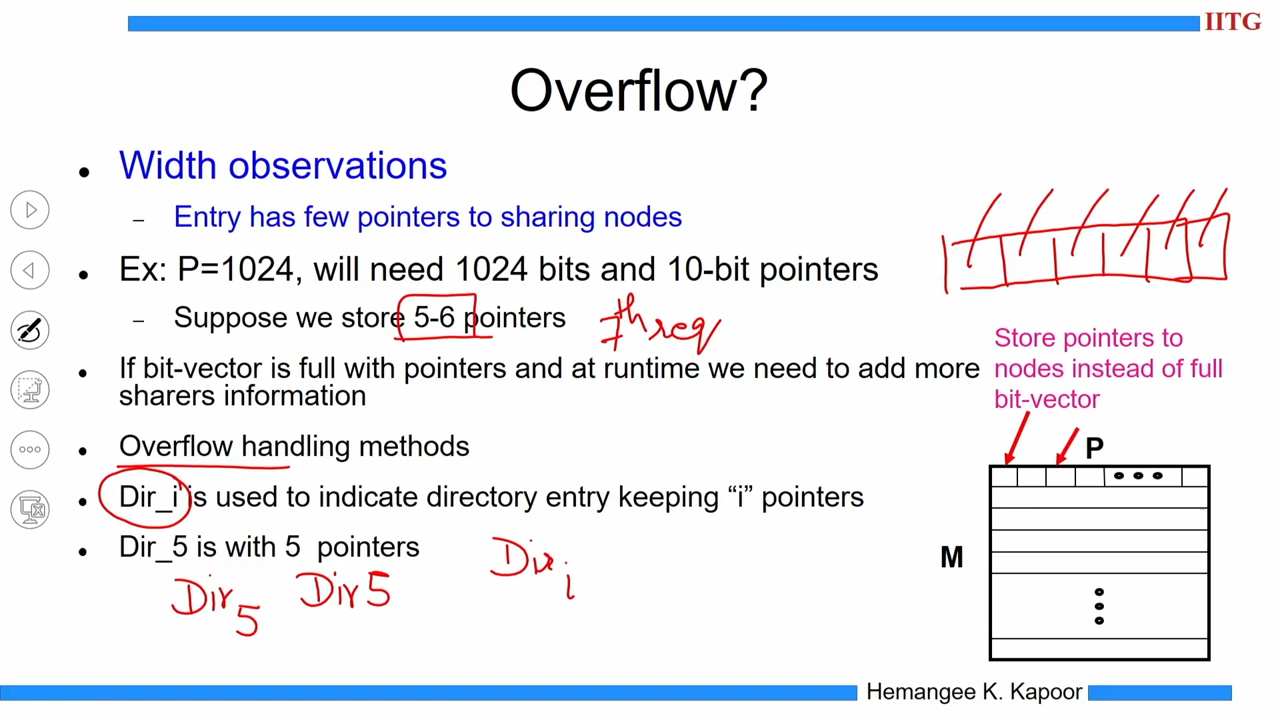 IITG
Overflow?
• Width observations
– Entry has few pointers to sharing nodes
• Ex: P=1024, will need 1024 bits and 10-bit pointers
– Suppose we store 5-6 pointers
7th req
• If bit-vector is full with pointers and at runtime we need to add more
sharers information
• Overflow handling methods
• Dir_i is used to indicate directory entry keeping “i” pointers
• Dir_5 is with 5 pointers
Dir i
Dir 5 Dir 5
Store pointers to
nodes instead of full
bit-vector
P
M
Hemangee K. Kapoor